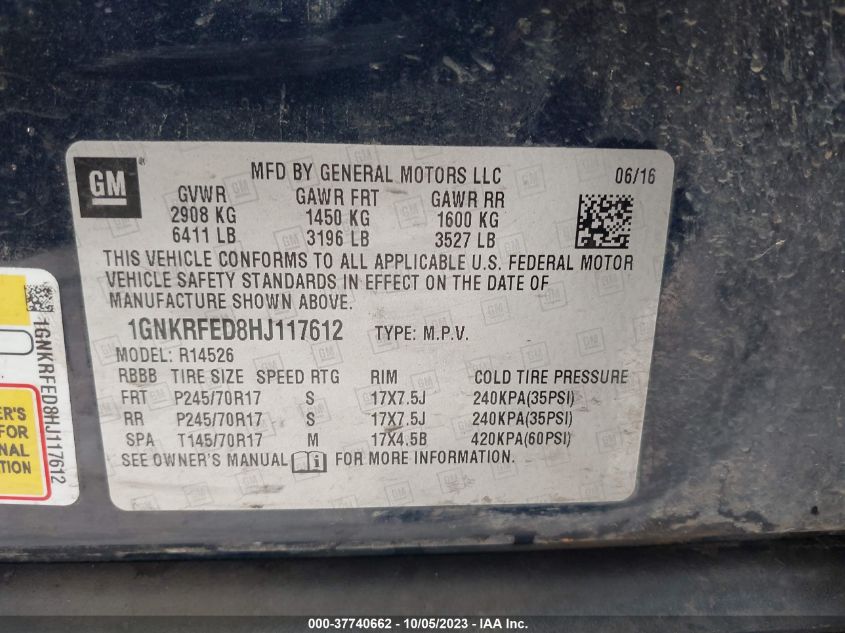 GM
MFD BY GENERAL MOTORS LLC 06/16
GVWR GAWR FRT GAWR RR
2908 KG 1450 KG 1600 KG
6411 LB 3196 LB 3527 LB
THIS VEHICLE CONFORMS TO ALL APPLICABLE U.S. FEDERAL MOTOR
VEHICLE SAFETY STANDARDS IN EFFECT ON THE DATE OF
MANUFACTURE SHOWN ABOVE.
1GNKRFED8HJ117612 TYPE: M.P.V.
MODEL: R14526
RBBB TIRE SIZE SPEED RTG RIM COLD TIRE PRESSURE
FRT P245/70R17 S 17X7.5J 240KPA(35PSI)
RR P245/70R17 S 17X7.5J 240KPA(35PSI)
SPA T145/70R17 M 17X4.5B 420KPA(60PSI)
SEE OWNER'S MANUAL FOR MORE INFORMATION.
1GNKRFED8HJ117612
ER'S
FOR
NAL
TION
000-37740662 - 10/05/2023 - IAA Inc.